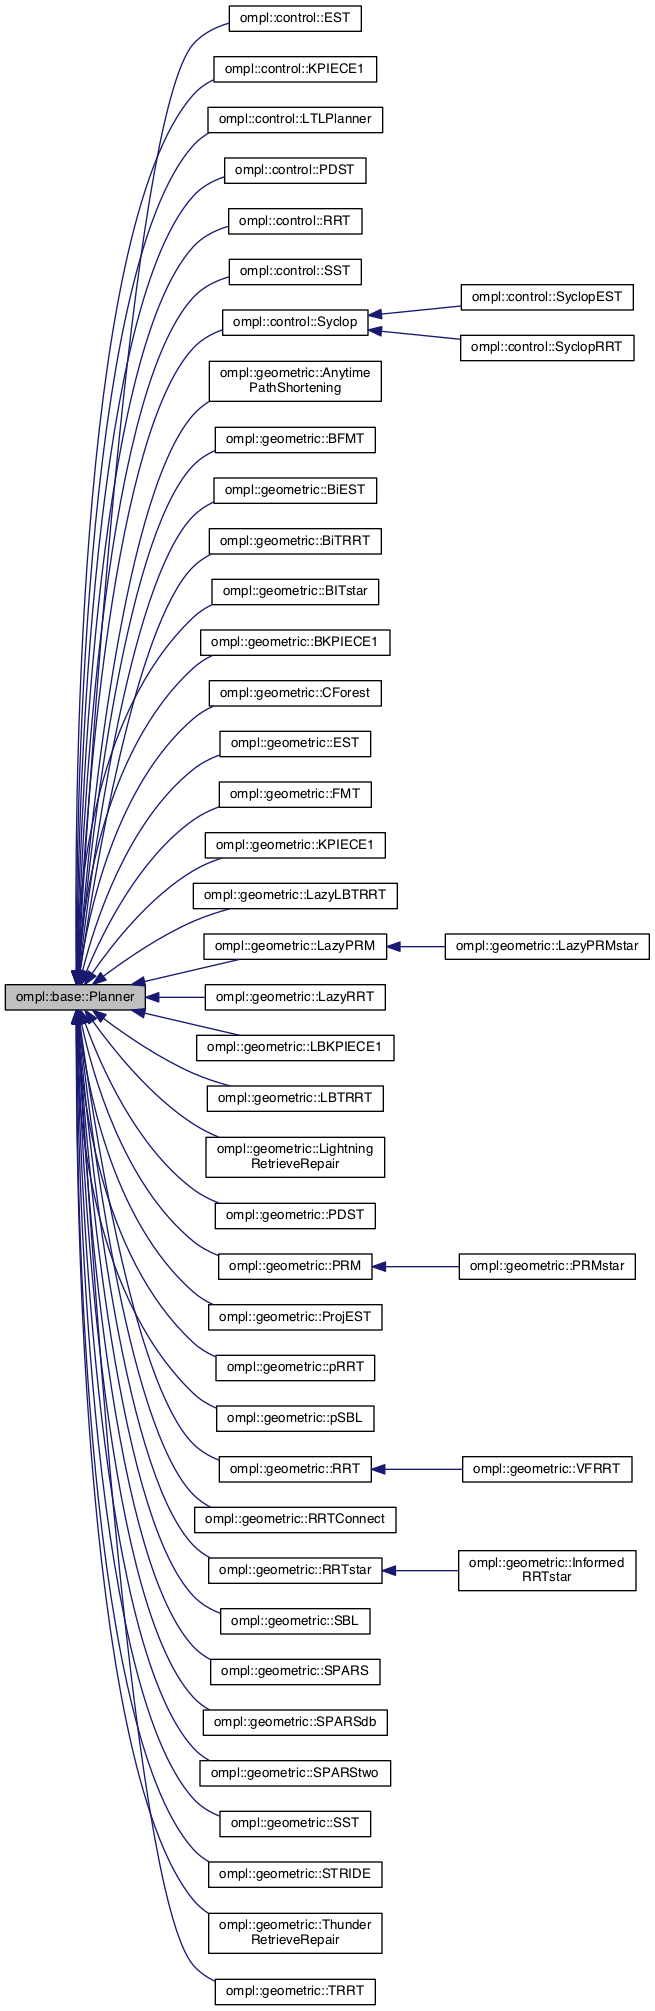 ompl::control::EST
ompl::control::KPIECE1
ompl::control::LTLPlanner
ompl::control::PDST
ompl::control::RRT
ompl::control::SST
ompl::control::SyclopEST
ompl::control::Syclop
ompl::control::SyclopRRT
ompl::geometric::Anytime
PathShortening
ompl::geometric::BFMT
ompl::geometric::BiEST
ompl::geometric::BiTRRT
ompl::geometric::BITstar
ompl::geometric::BKPIECE1
ompl::geometric::CForest
ompl::geometric::EST
ompl::geometric::FMT
ompl::geometric::KPIECE1
ompl::geometric::LazyLBTRRT
ompl::geometric::LazyPRM
ompl::geometric::LazyPRMstar
ompl::base::Planner
ompl::geometric::LazyRRT
ompl::geometric::LBKPIECE1
ompl::geometric::LBTRRT
ompl::geometric::Lightning
RetrieveRepair
ompl::geometric::PDST
ompl::geometric::PRM
ompl::geometric::PRMstar
ompl::geometric::ProjEST
ompl::geometric::pRRT
ompl::geometric::pSBL
ompl::geometric::RRT
ompl::geometric::VFRRT
ompl::geometric::RRTConnect
ompl::geometric::RRTstar
ompl::geometric::Informed
RRTstar
ompl::geometric::SBL
ompl::geometric::SPARS
ompl::geometric::SPARSdb
ompl::geometric::SPARStwo
ompl::geometric::SST
ompl::geometric::STRIDE
ompl::geometric::Thunder
RetrieveRepair
ompl::geometric::TRRT